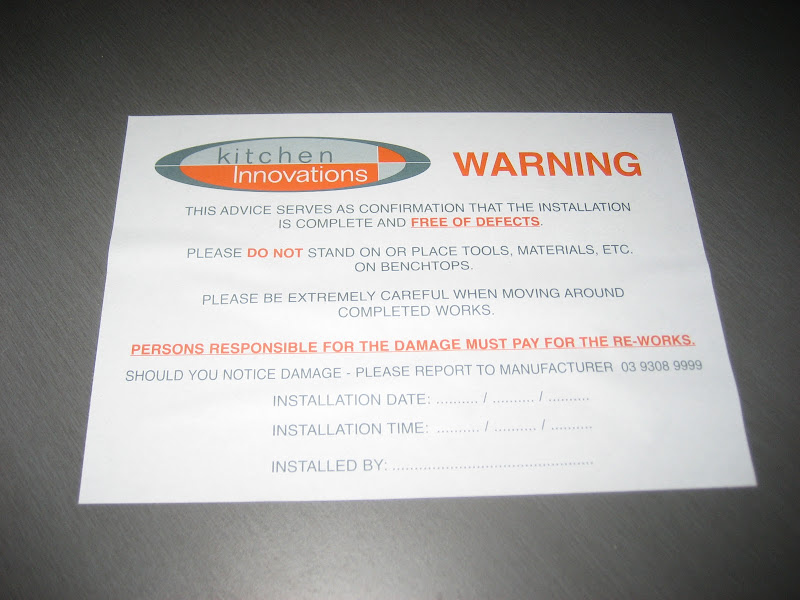 kitchen
Innovations
WARNING
THIS ADVICE SERVES AS CONFIRMATION THAT THE INSTALLATION
IS COMPLETE AND FREE OF DEFECTS.
PLEASE DO NOT STAND ON OR PLACE TOOLS, MATERIALS, ETC.
ON BENCHTOPS.
PLEASE BE EXTREMELY CAREFUL WHEN MOVING AROUND
COMPLETED WORKS.
PERSONS RESPONSIBLE FOR THE DAMAGE MUST PAY FOR THE RE-WORKS.
SHOULD YOU NOTICE DAMAGE - PLEASE REPORT TO MANUFACTURER 03 9308 9999
INSTALLATION DATE: .......... / .......... / ..........
INSTALLATION TIME: .......... / .......... / ..........
INSTALLED BY: ................................................